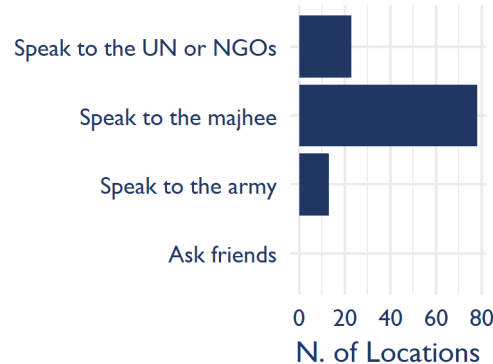 Speak to the UN or NGOs
Speak to the majhee
Speak to the army
Ask friends
0 20 40 60 80
N. of Locations